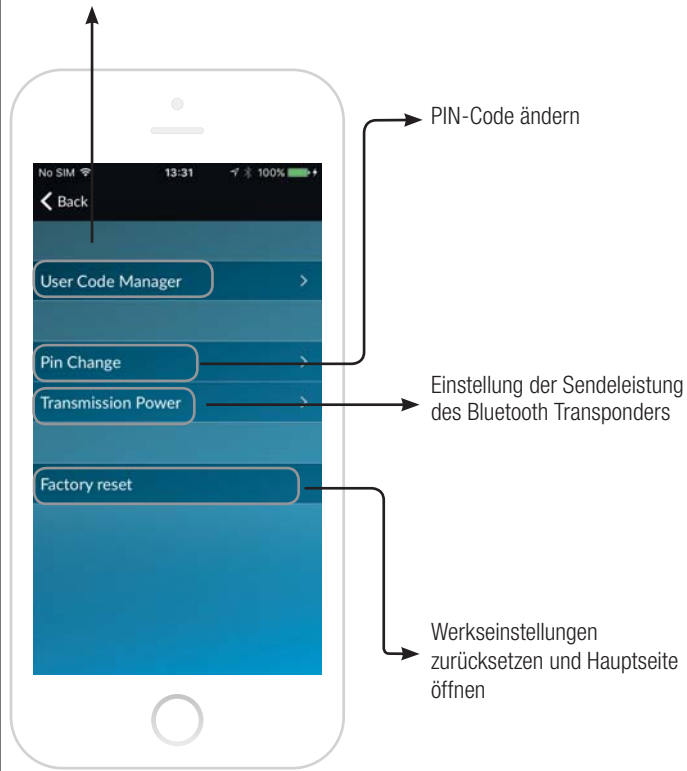 No SIM 13:31 100%
Back
User Code Manager
Pin Change
Transmission Power
Factory reset
PIN-Code ändern
Einstellung der Sendeleistung
des Bluetooth Transponders
Werkseinstellungen
zurücksetzen und Hauptseite
öffnen